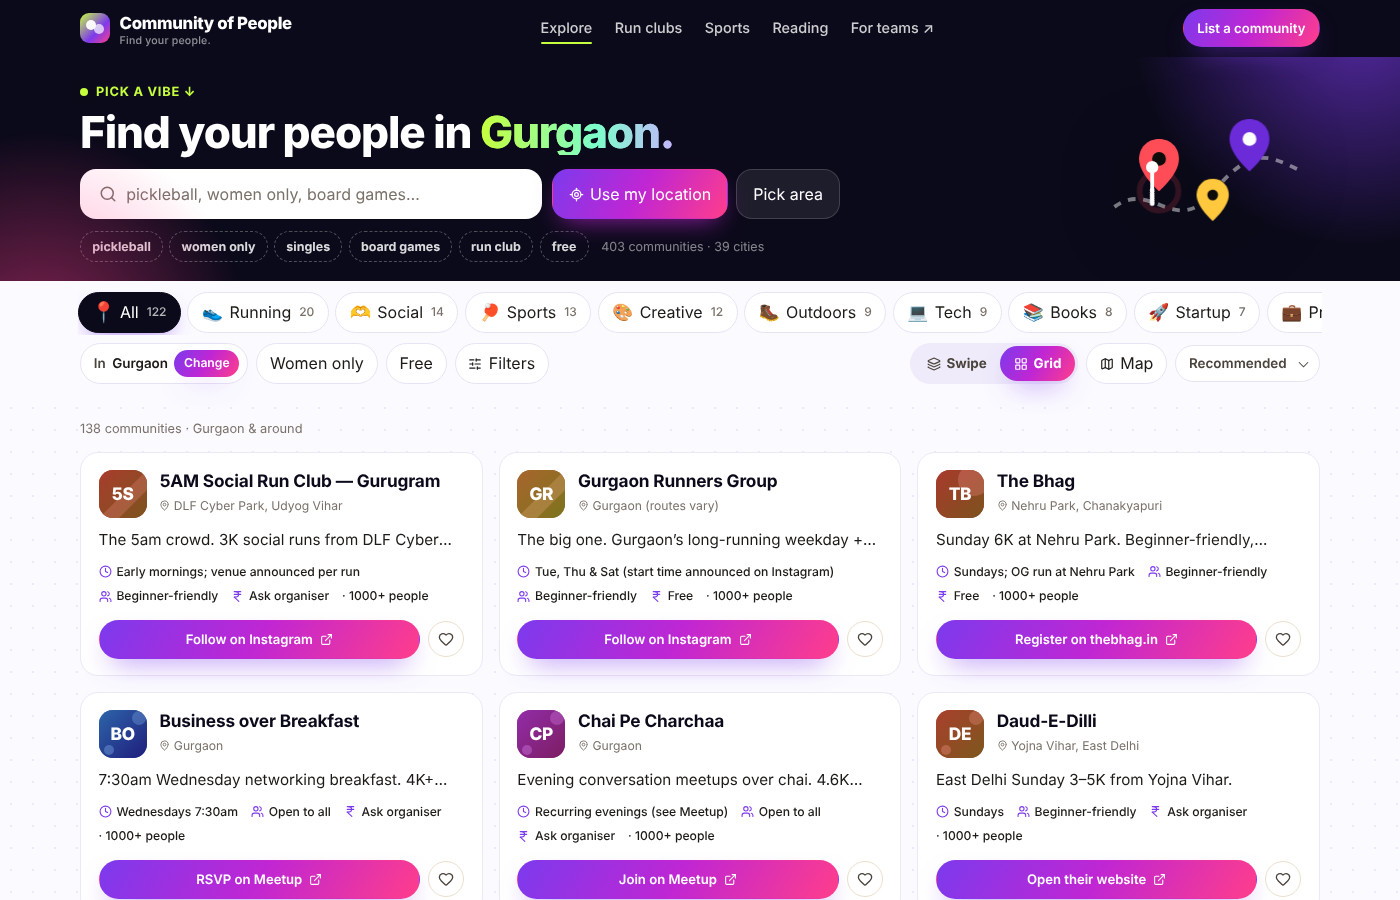 Community of People
Find your people.
Explore
Run clubs
Sports
Reading
For teams ↗
List a community
PICK A VIBE ↓
Find your people in Gurgaon.
pickleball, women only, board games...
Use my location
Pick area
pickleball
women only
singles
board games
run club
free
403 communities · 39 cities
All 122
Running 20
Social 14
Sports 13
Creative 12
Outdoors 9
Tech 9
Books 8
Startup 7
In Gurgaon Change
Women only
Free
Filters
Swipe
Grid
Map
Recommended
138 communities · Gurgaon & around
5S
5AM Social Run Club — Gurugram
DLF Cyber Park, Udyog Vihar
The 5am crowd. 3K social runs from DLF Cyber...
Early mornings; venue announced per run
Beginner-friendly ₹ Ask organiser · 1000+ people
Follow on Instagram
GR
Gurgaon Runners Group
Gurgaon (routes vary)
The big one. Gurgaon’s long-running weekday +...
Tue, Thu & Sat (start time announced on Instagram)
Beginner-friendly ₹ Free · 1000+ people
Follow on Instagram
TB
The Bhag
Nehru Park, Chanakyapuri
Sunday 6K at Nehru Park. Beginner-friendly,...
Sundays; OG run at Nehru Park Beginner-friendly
₹ Free · 1000+ people
Register on thebhag.in
BO
Business over Breakfast
Gurgaon
7:30am Wednesday networking breakfast. 4K+...
Wednesdays 7:30am Open to all ₹ Ask organiser
· 1000+ people
RSVP on Meetup
CP
Chai Pe Charchaa
Gurgaon
Evening conversation meetups over chai. 4.6K...
Recurring evenings (see Meetup) Open to all
₹ Ask organiser · 1000+ people
Join on Meetup
DE
Daud-E-Dilli
Yojna Vihar, East Delhi
East Delhi Sunday 3–5K from Yojna Vihar.
Sundays Beginner-friendly ₹ Ask organiser
· 1000+ people
Open their website